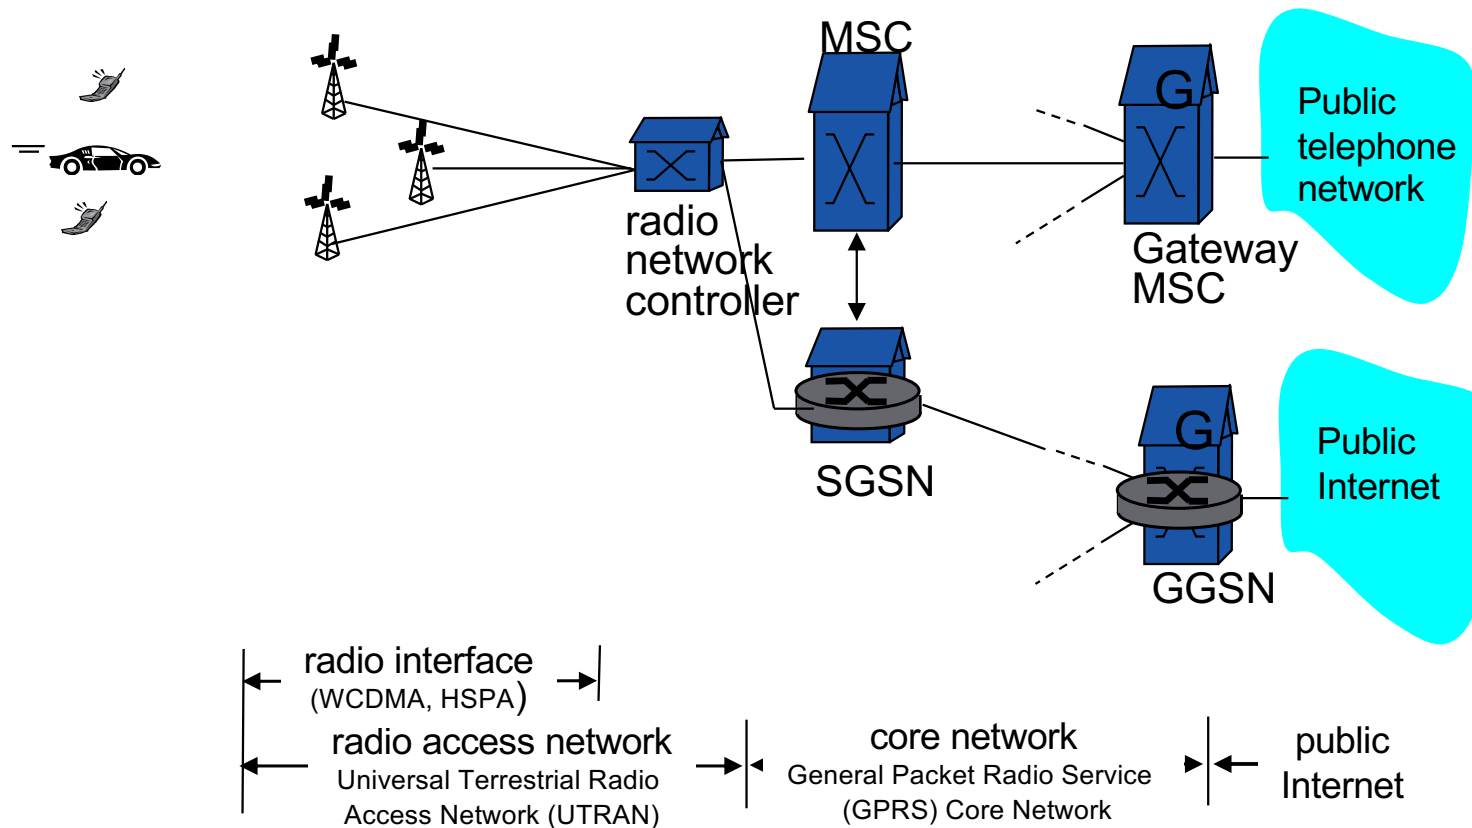 MSC
G
Public
telephone
network
radio
network
controller
Gateway
MSC
G
Public
Internet
SGSN
GGSN
radio interface
(WCDMA, HSPA)
radio access network
Universal Terrestrial Radio
Access Network (UTRAN)
core network
General Packet Radio Service
(GPRS) Core Network
public
Internet